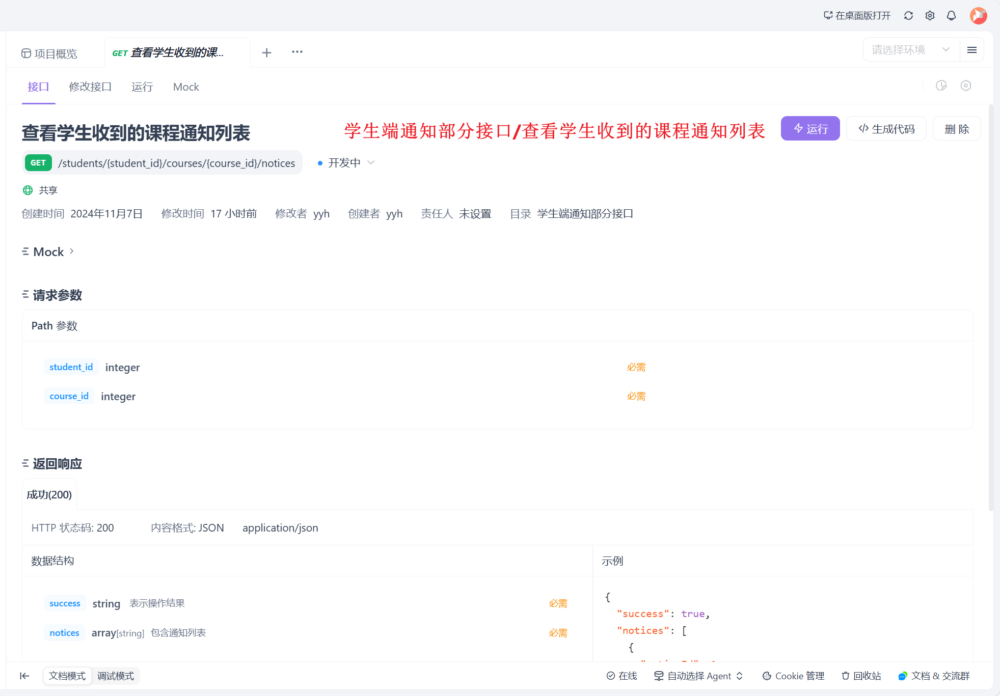 在桌面版打开
项目概览
GET 查看学生收到的课...
请选择环境
接口 修改接口 运行 Mock
查看学生收到的课程通知列表
学生端通知部分接口/查看学生收到的课程通知列表
运行
生成代码
删 除
GET /students/{student_id}/courses/{course_id}/notices
开发中
共享
创建时间 2024年11月7日 修改时间 17 小时前 修改者 yyh 创建者 yyh 责任人 未设置 目录 学生端通知部分接口
Mock
请求参数
Path 参数
student_id integer 必需
course_id integer 必需
返回响应
成功(200)
HTTP 状态码: 200 内容格式: JSON application/json
数据结构
示例
success string 表示操作结果 必需
notices array[string] 包含通知列表 必需
{
"success": true,
"notices": [
{
文档模式 调试模式
在线 自动选择 Agent Cookie 管理 回收站 文档 & 交流群